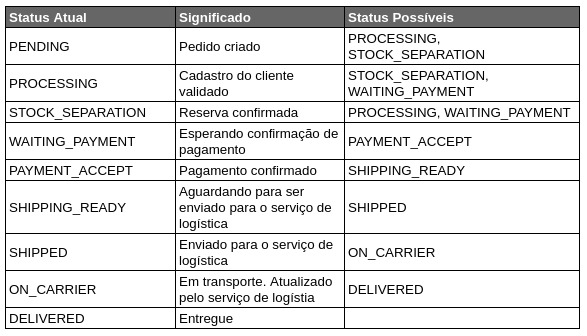 Status Atual Significado Status Possíveis
PENDING Pedido criado PROCESSING,
STOCK_SEPARATION
PROCESSING Cadastro do cliente
validado STOCK_SEPARATION,
WAITING_PAYMENT
STOCK_SEPARATION Reserva confirmada PROCESSING, WAITING_PAYMENT
WAITING_PAYMENT Esperando confirmação de
pagamento PAYMENT_ACCEPT
PAYMENT_ACCEPT Pagamento confirmado SHIPPING_READY
SHIPPING_READY Aguardando para ser
enviado para o serviço de
logística SHIPPED
SHIPPED Enviado para o serviço de
logística ON_CARRIER
ON_CARRIER Em transporte. Atualizado
pelo serviço de logístia DELIVERED
DELIVERED Entregue